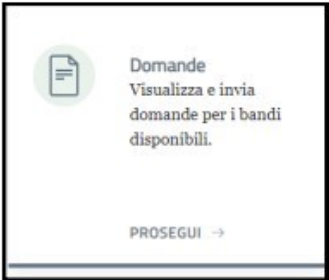 Domande
Visualizza e invia
domande per i bandi
disponibili.
PROSEGUI →